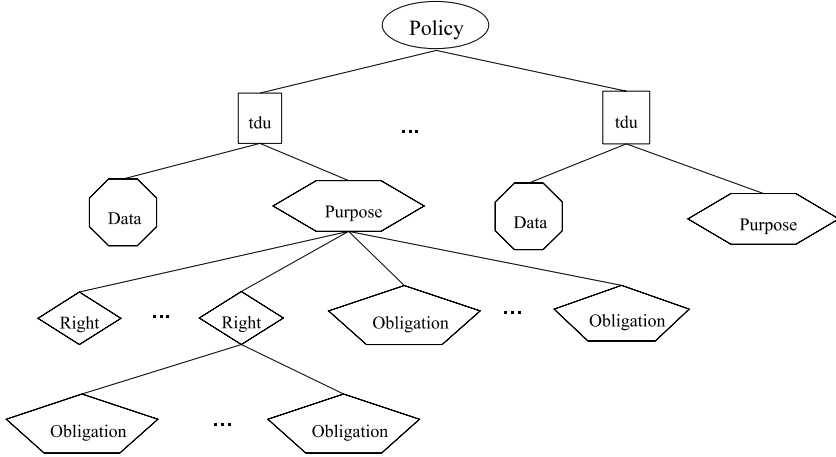 Policy
tdu
...
tdu
Data
Purpose
Data
Purpose
Right
...
Right
Obligation
...
Obligation
Obligation
...
Obligation